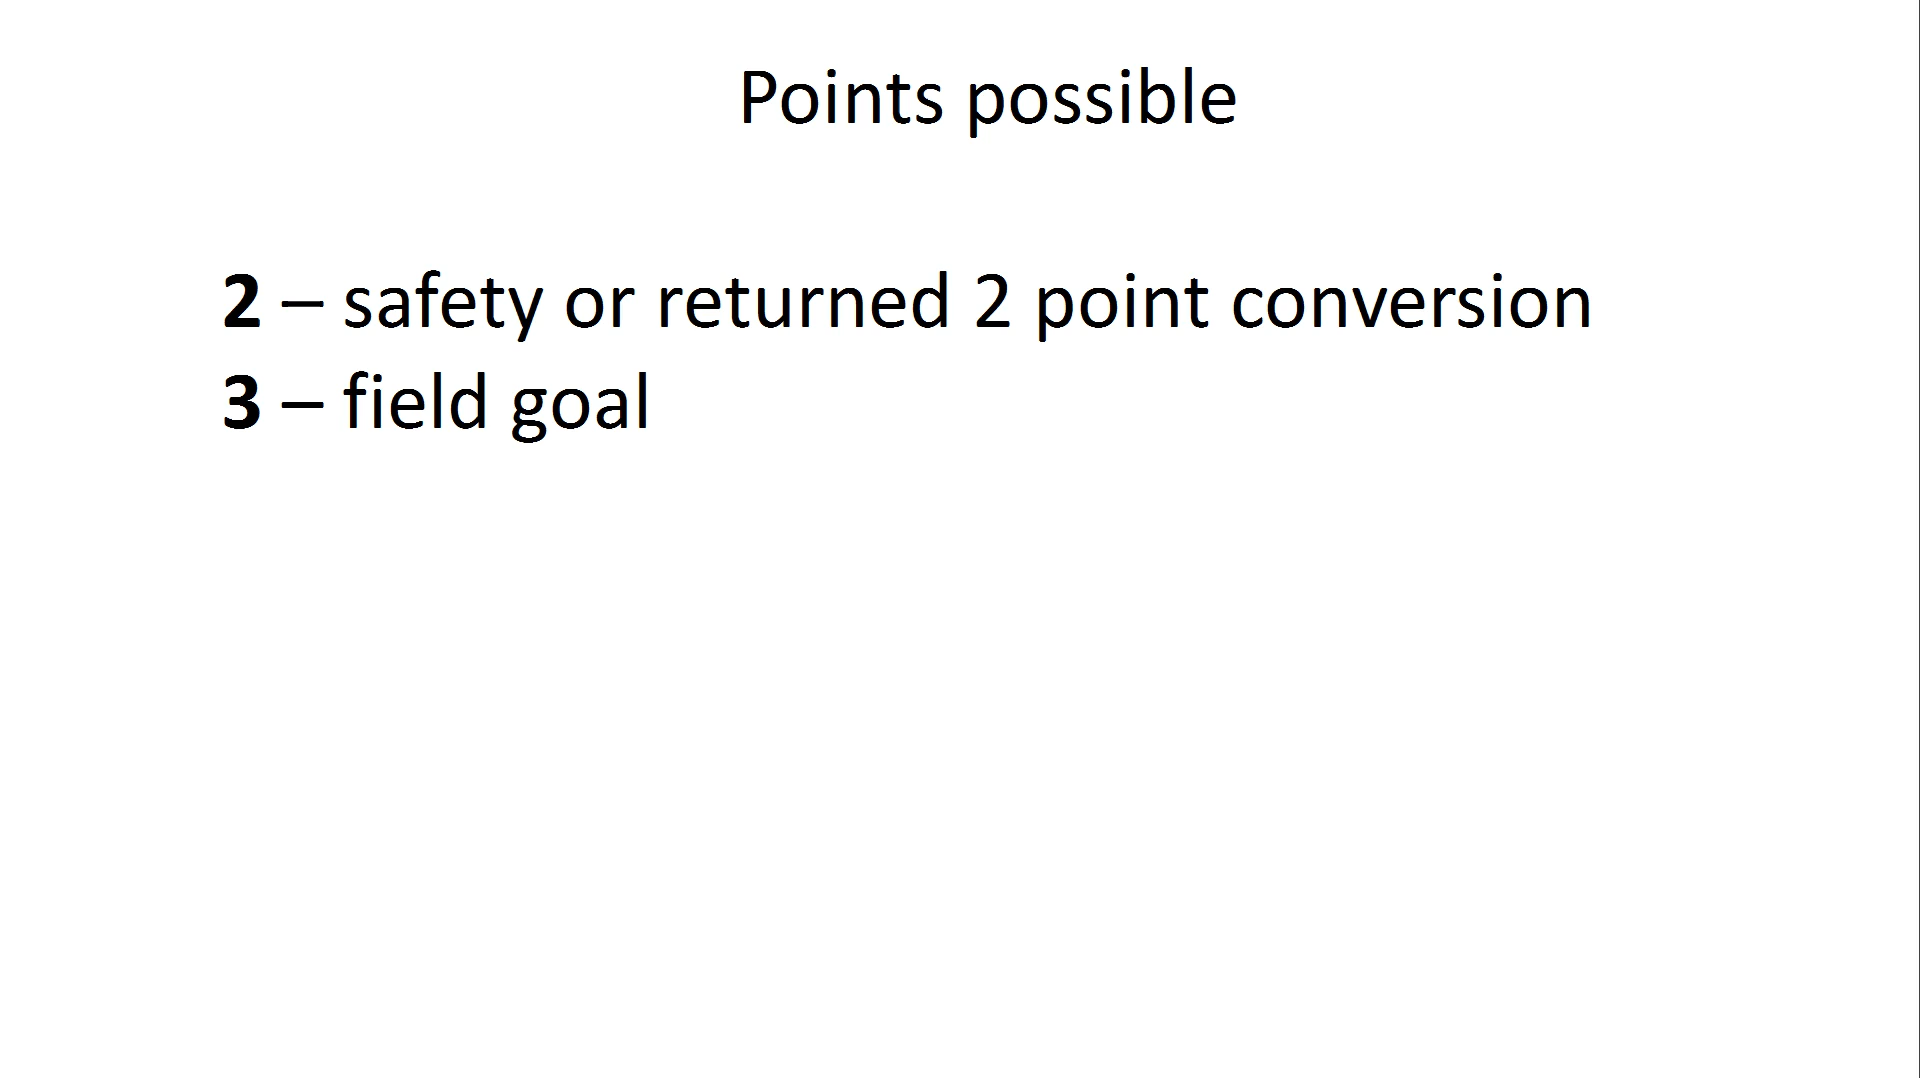 Points possible
2 – safety or returned 2 point conversion
3 – field goal